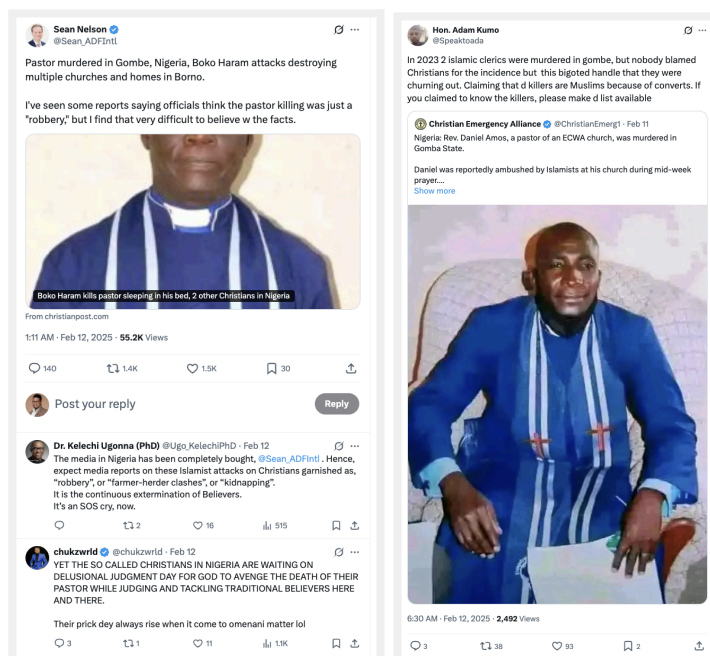 Sean Nelson
@Sean_ADFIntl
Pastor murdered in Gombe, Nigeria, Boko Haram attacks destroying
multiple churches and homes in Borno.
I've seen some reports saying officials think the pastor killing was just a
"robbery," but I find that very difficult to believe w the facts.
Boko Haram kills pastor sleeping in his bed, 2 other Christians in Nigeria
From christianpost.com
1:11 AM · Feb 12, 2025 · 55.2K Views
140 1.4K 1.5K 30
Post your reply
Reply
Dr. Kelechi Ugonna (PhD) @Ugo_KelechiPhD · Feb 12
The media in Nigeria has been completely bought, @Sean_ADFIntl . Hence,
expect media reports on these Islamist attacks on Christians garnished as,
“robbery”, or “farmer-herder clashes”, or “kidnapping”.
It is the continuous extermination of Believers.
It’s an SOS cry, now.
2 16 515
chukzwrld @chukzwrld · Feb 12
YET THE SO CALLED CHRISTIANS IN NIGERIA ARE WAITING ON
DELUSIONAL JUDGMENT DAY FOR GOD TO AVENGE THE DEATH OF THEIR
PASTOR WHILE JUDGING AND TACKLING TRADITIONAL BELIEVERS HERE
AND THERE.
Their prick dey always rise when it come to omenani matter lol
3 1 11 1.1K
Hon. Adam Kumo
@Speaktoada
In 2023 2 islamic clerics were murdered in gombe, but nobody blamed
Christians for the incidence but this bigoted handle that they were
churning out. Claiming that d killers are Muslims because of converts. If
you claimed to know the killers, please make d list available
Christian Emergency Alliance @ChristianEmerg1 · Feb 11
Nigeria: Rev. Daniel Amos, a pastor of an ECWA church, was murdered in
Gomba State.
Daniel was reportedly ambushed by Islamists at his church during mid-week
prayer....
Show more
6:30 AM · Feb 12, 2025 · 2,492 Views
3 38 93 2